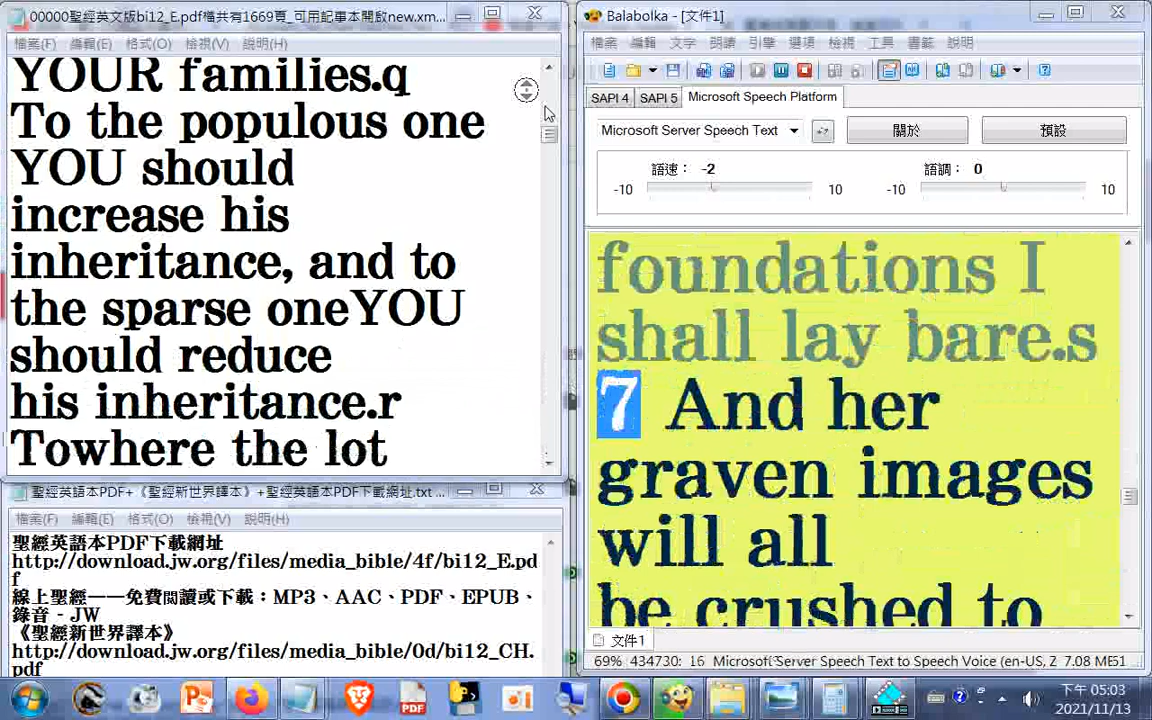 00000聖經英文版bi12_E.pdf檔共有1669頁_可用記事本開啟new.xm...
檔案(F) 編輯(E) 格式(O) 檢視(V) 說明(H)
YOUR families.q
To the populous one
YOU should
increase his
inheritance, and to
the sparse oneYOU
should reduce
his inheritance.r
Towhere the lot
聖經英語本PDF+《聖經新世界譯本》+聖經英語本PDF下載網址.txt ...
檔案(F) 編輯(E) 格式(O) 檢視(V) 說明(H)
聖經英語本PDF下載網址
http://download.jw.org/files/media_bible/4f/bi12_E.pd
f
線上聖經——免費閱讀或下載：MP3、AAC、PDF、EPUB、
錄音 - JW
《聖經新世界譯本》
http://download.jw.org/files/media_bible/0d/bi12_CH.
pdf
Balabolka - [文件1]
檔案 編輯 文字 朗讀 引擎 選項 檢視 工具 書籤 說明
SAPI 4 SAPI 5 Microsoft Speech Platform
Microsoft Server Speech Text 關於 預設
語速： -2 語調： 0
-10 10 -10 10
foundations I
shall lay bare.s
7 And her
graven images
will all
be crushed to
文件1
69% 434730: 16 Microsoft Server Speech Text to Speech Voice (en-US, Z 7.08 ME51
下午 05:03
2021/11/13